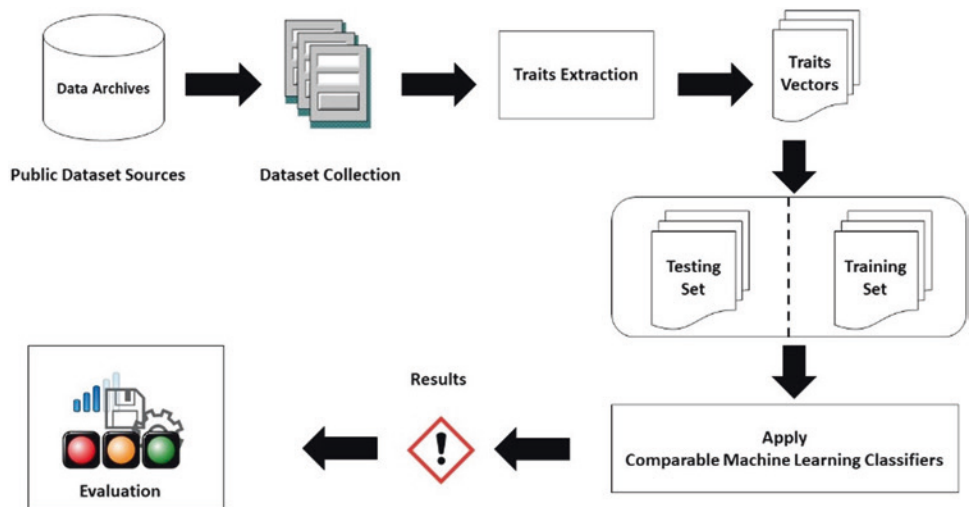 Data Archives
Public Dataset Sources
Dataset Collection
Traits Extraction
Traits
Vectors
Testing
Set
Training
Set
Apply
Comparable Machine Learning Classifiers
Results
Evaluation